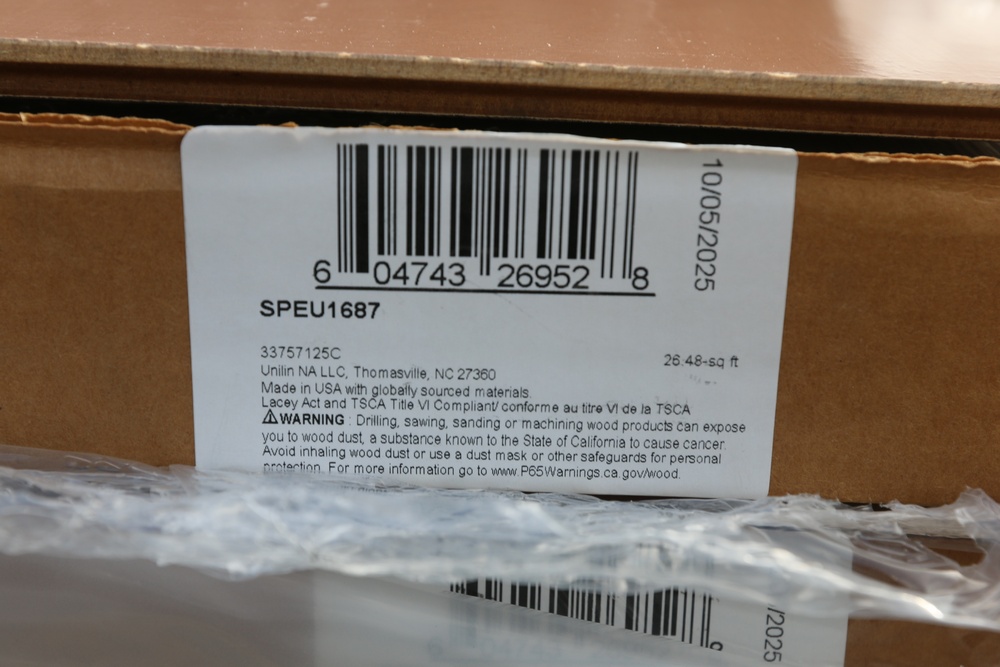 10/05/2025
6 04743 26952 8
SPEU1687
33757125C
26.48-sq ft
Unilin NA LLC, Thomasville, NC 27360
Made in USA with globally sourced materials.
Lacey Act and TSCA Title VI Compliant/ conforme au titre VI de la TSCA
⚠WARNING : Drilling, sawing, sanding or machining wood products can expose
you to wood dust, a substance known to the State of California to cause cancer.
Avoid inhaling wood dust or use a dust mask or other safeguards for personal
protection. For more information go to www.P65Warnings.ca.gov/wood.
/2025